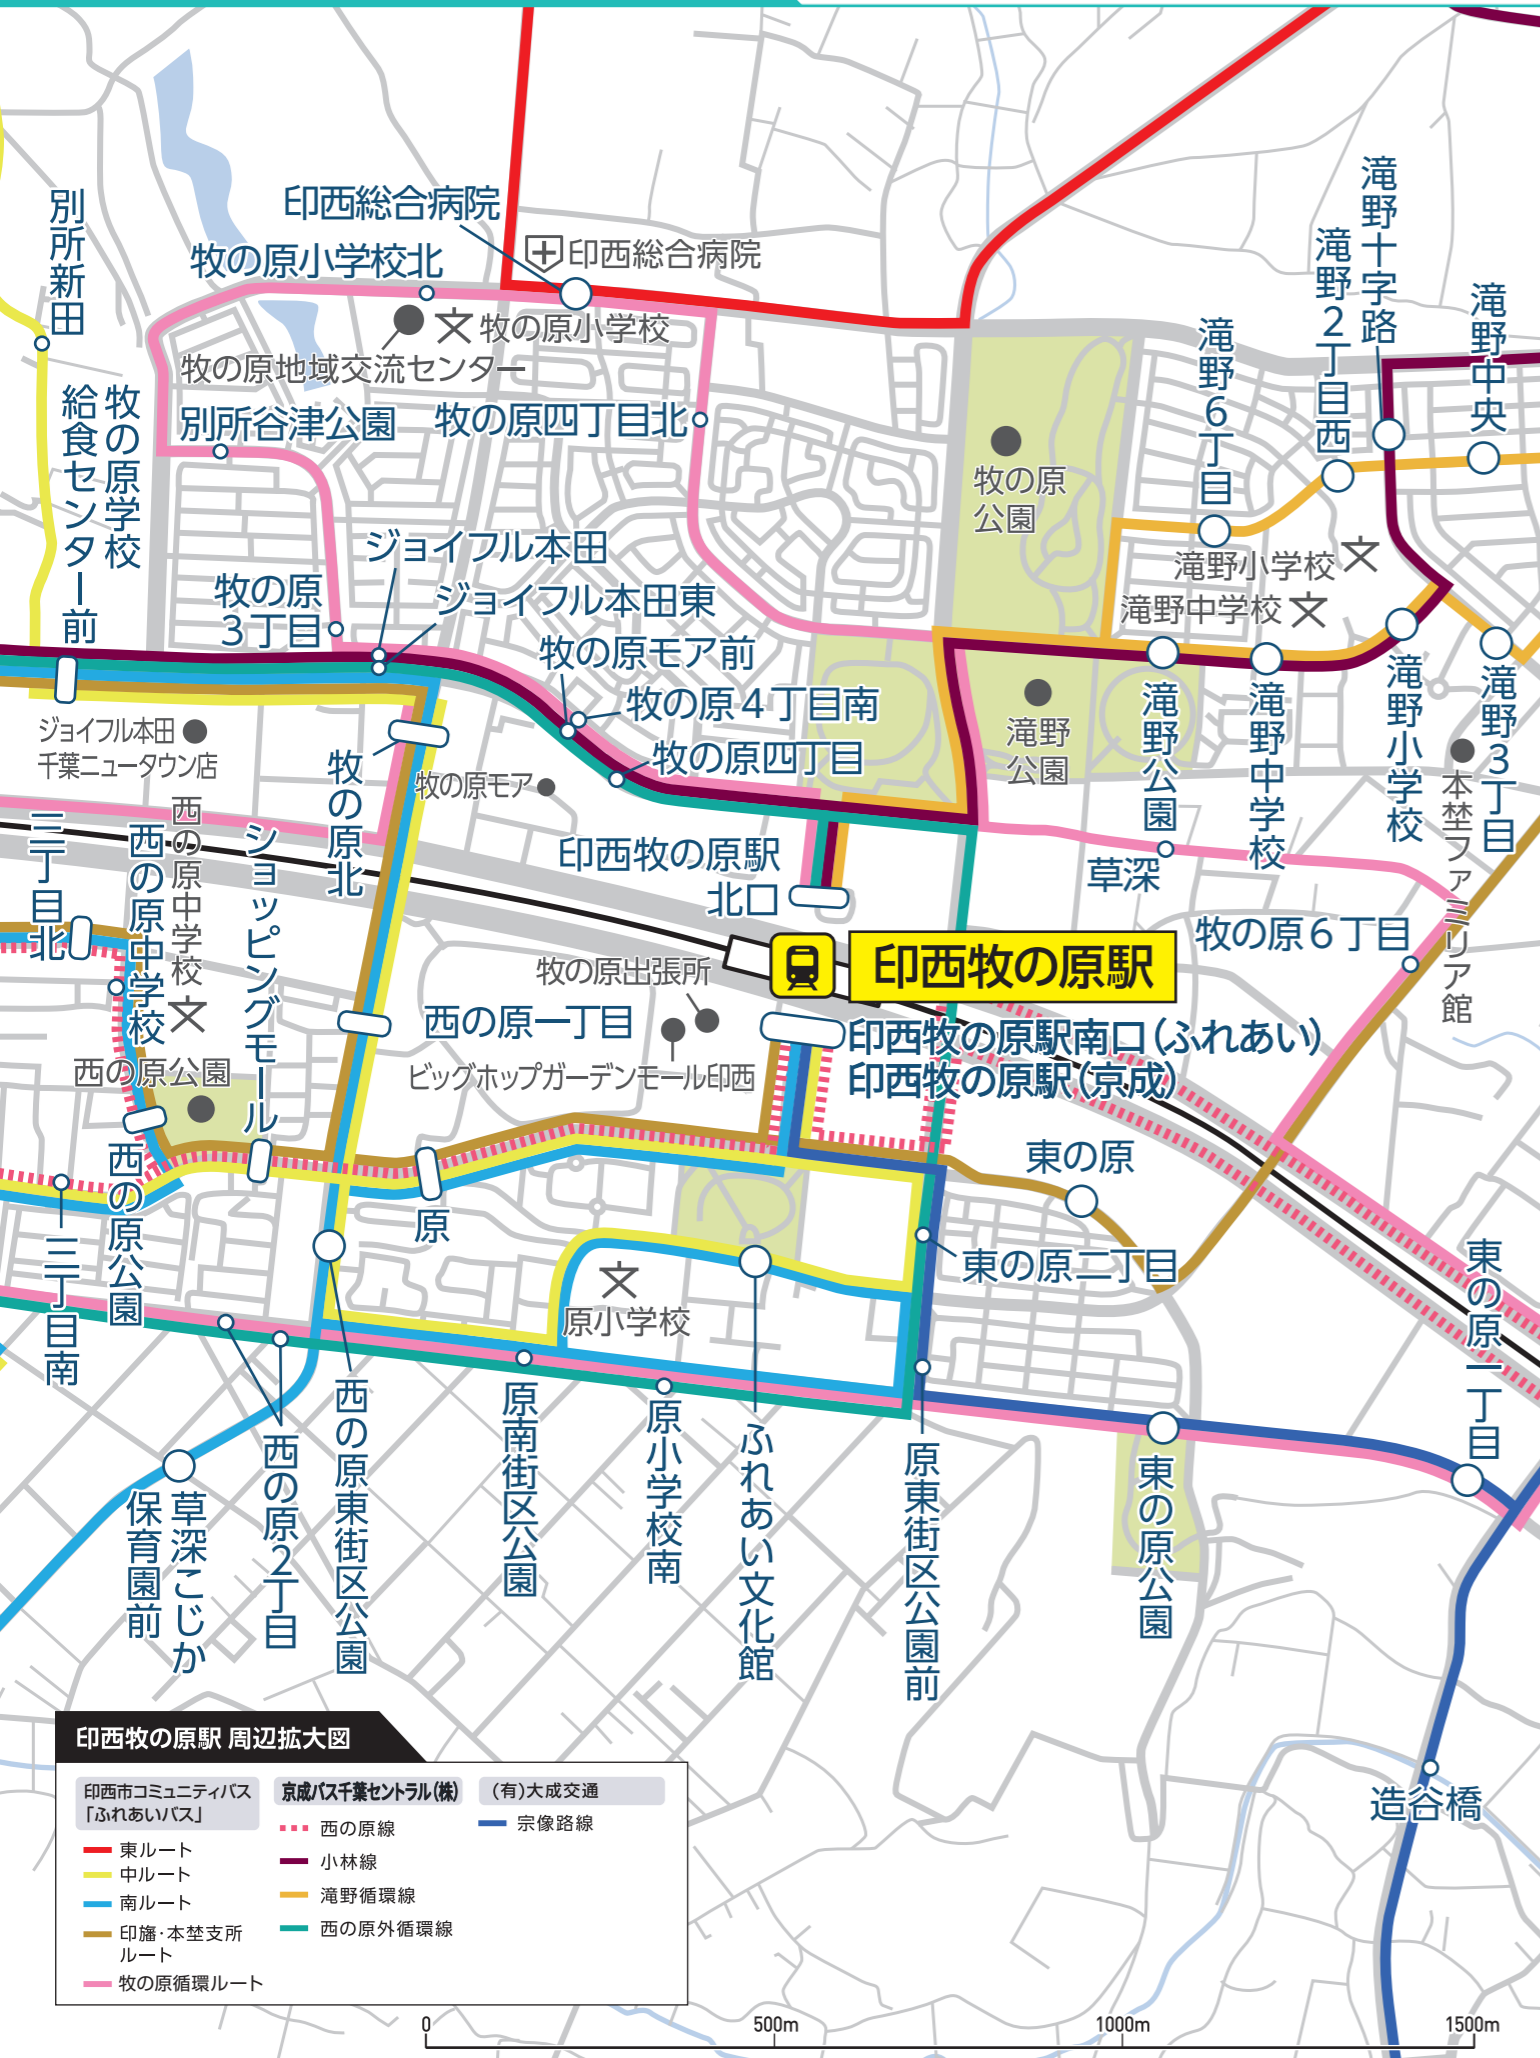 印西総合病院
印西総合病院
別所新田
牧の原小学校北
牧の原小学校
牧の原地域交流センター
別所谷津公園
牧の原四丁目北
牧の原学校
給食センター前
滝野十字路
滝野2丁目西
滝野中央
滝野6丁目
牧の原
公園
滝野小学校
滝野中学校
ジョイフル本田
ジョイフル本田東
牧の原
3丁目
牧の原モア前
牧の原4丁目南
牧の原四丁目
滝野
公園
滝野公園
滝野中学校
滝野小学校
滝野3丁目
ジョイフル本田
千葉ニュータウン店
牧の原北
牧の原モア
本埜ファミリア館
三丁目北
西の原中学校
西の原中学校
ショッピングモール
印西牧の原駅
北口
草深
牧の原6丁目
印西牧の原駅
牧の原出張所
西の原一丁目
ビッグホップガーデンモール印西
印西牧の原駅南口(ふれあい)
印西牧の原駅(京成)
西の原公園
西の原公園
原
東の原
東の原二丁目
東の原一丁目
三丁目南
原小学校
西の原東街区公園
原南街区公園
原小学校南
ふれあい文化館
原東街区公園前
東の原公園
西の原2丁目
草深こじか
保育園前
造谷橋
印西牧の原駅 周辺拡大図
印西市コミュニティバス
「ふれあいバス」
東ルート
中ルート
南ルート
印旛・本埜支所
ルート
牧の原循環ルート
京成バス千葉セントラル(株)
西の原線
小林線
滝野循環線
西の原外循環線
(有)大成交通
宗像路線
0
500m
1000m
1500m